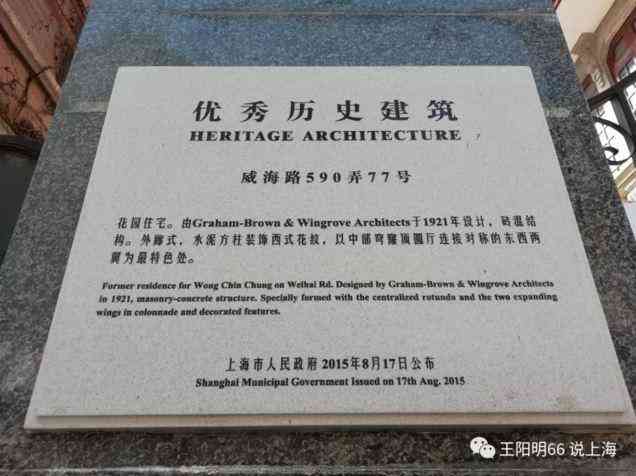 优秀历史建筑
HERITAGE ARCHITECTURE
威海路590弄77号
花园住宅。由Graham-Brown & Wingrove Architects于1921年设计，砖混结
构。外廊式，水泥方柱装饰西式花纹，以中部穹窿顶圆厅连接对称的东西两
翼为最特色处。
Former residence for Wong Chin Chung on Weihai Rd. Designed by Graham-Brown & Wingrove Architects
in 1921, masonry-concrete structure. Specially formed with the centralized rotunda and the two expanding
wings in colonnade and decorated features.
上海市人民政府 2015年8月17日公布
Shanghai Municipal Government Issued on 17th Aug. 2015
王阳明66 说上海